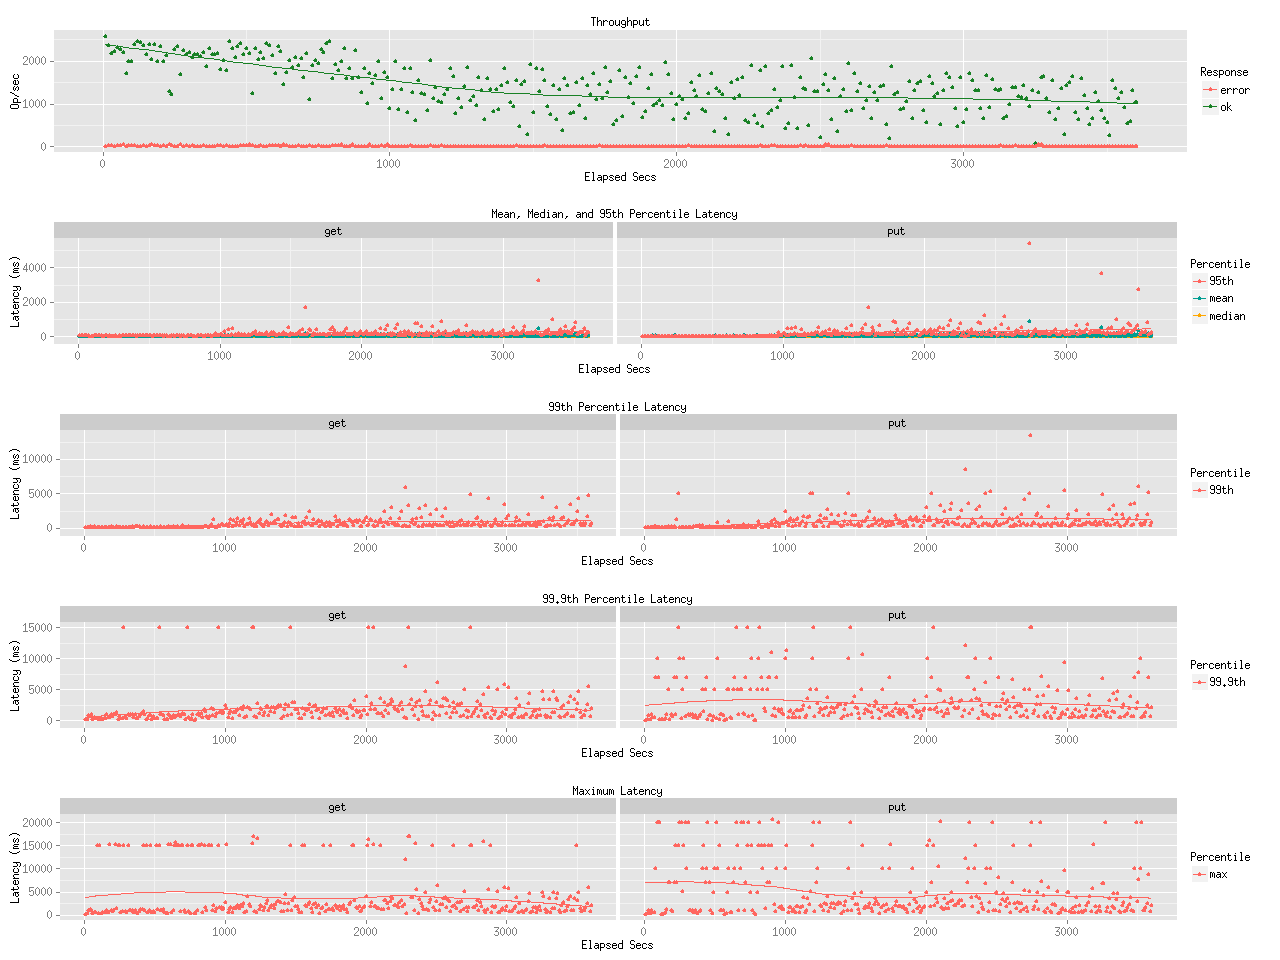 Throughput
Op/sec
2000
1000
0
0 1000 2000 3000
Elapsed Secs
Response
error
ok
Mean, Median, and 95th Percentile Latency
get put
Latency (ms)
4000
2000
0
0 1000 2000 3000 0 1000 2000 3000
Elapsed Secs
Percentile
95th
mean
median
99th Percentile Latency
get put
Latency (ms)
10000
5000
0
0 1000 2000 3000 0 1000 2000 3000
Elapsed Secs
Percentile
99th
99.9th Percentile Latency
get put
Latency (ms)
15000
10000
5000
0
0 1000 2000 3000 0 1000 2000 3000
Elapsed Secs
Percentile
99.9th
Maximum Latency
get put
Latency (ms)
20000
15000
10000
5000
0
0 1000 2000 3000 0 1000 2000 3000
Elapsed Secs
Percentile
max